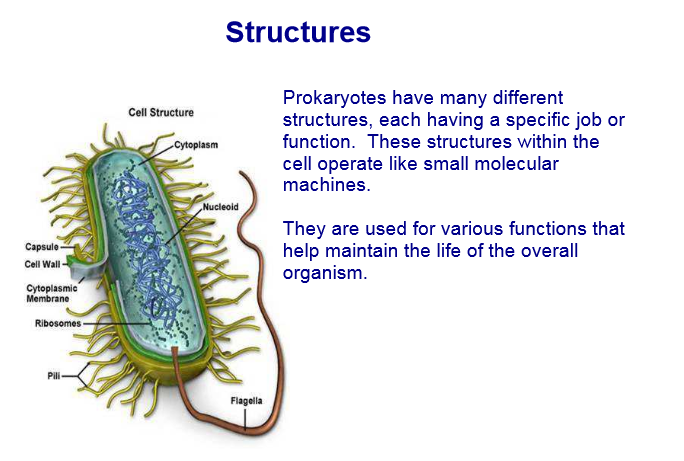 Structures
Prokaryotes have many different
structures, each having a specific job or
function.  These structures within the
cell operate like small molecular
machines.
They are used for various functions that
help maintain the life of the overall
organism.
Cell Structure
Cytoplasm
Nucleoid
Capsule
Cell Wall
Cytoplasmic
Membrane
Ribosomes
Pili
Flagella